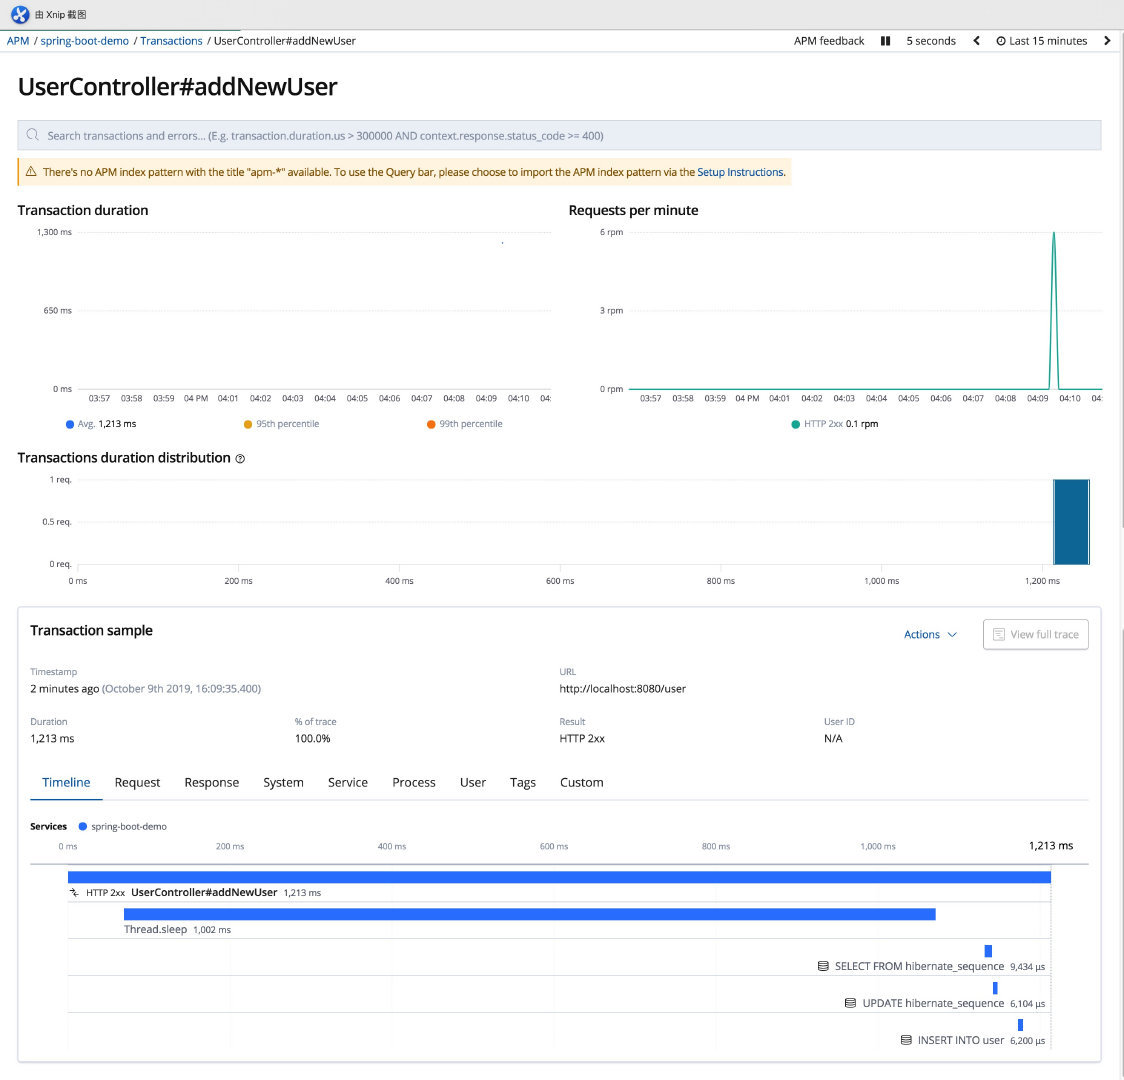 由 Xnip 截图
APM / spring-boot-demo / Transactions / UserController#addNewUser
APM feedback 5 seconds Last 15 minutes
UserController#addNewUser
Search transactions and errors... (E.g. transaction.duration.us > 300000 AND context.response.status_code >= 400)
There's no APM index pattern with the title "apm-*" available. To use the Query bar, please choose to import the APM index pattern via the Setup Instructions.
Transaction duration
1,300 ms
650 ms
0 ms
03:57 03:58 03:59 04 PM 04:01 04:02 04:03 04:04 04:05 04:06 04:07 04:08 04:09 04:10 04:
Avg. 1,213 ms 95th percentile 99th percentile
Requests per minute
6 rpm
3 rpm
0 rpm
03:57 03:58 03:59 04 PM 04:01 04:02 04:03 04:04 04:05 04:06 04:07 04:08 04:09 04:10 04:
HTTP 2xx 0.1 rpm
Transactions duration distribution
1 req.
0.5 req.
0 req.
0 ms 200 ms 400 ms 600 ms 800 ms 1,000 ms 1,200 ms
Transaction sample
Actions View full trace
Timestamp
2 minutes ago (October 9th 2019, 16:09:35.400)
URL
http://localhost:8080/user
Duration
1,213 ms
% of trace
100.0%
Result
HTTP 2xx
User ID
N/A
Timeline Request Response System Service Process User Tags Custom
Services spring-boot-demo
0 ms 200 ms 400 ms 600 ms 800 ms 1,000 ms 1,213 ms
HTTP 2xx UserController#addNewUser 1,213 ms
Thread.sleep 1,002 ms
SELECT FROM hibernate_sequence 9,434 μs
UPDATE hibernate_sequence 6,104 μs
INSERT INTO user 6,200 μs